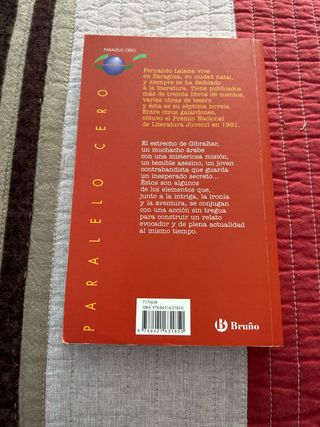 PARALELO CERO
PARALELO CERO
Fernando Lalana vive
en Zaragoza, su ciudad natal,
y siempre se ha dedicado
a la literatura. Tiene publicados
más de treinta libros de cuentos,
varias obras de teatro
y ésta es su séptima novela.
Entre otros galardones,
obtuvo el Premio Nacional
de Literatura Juvenil en 1991.
El estrecho de Gibraltar,
un muchacho árabe
con una misteriosa misión,
un temible asesino, un joven
contrabandista que guarda
un inesperado secreto...
Éstos son algunos
de los elementos que,
junto a la intriga, la ironía
y la aventura, se conjugan
con una acción sin tregua
para construir un relato
evocador y de plena actualidad
al mismo tiempo.
7170638
Bruño